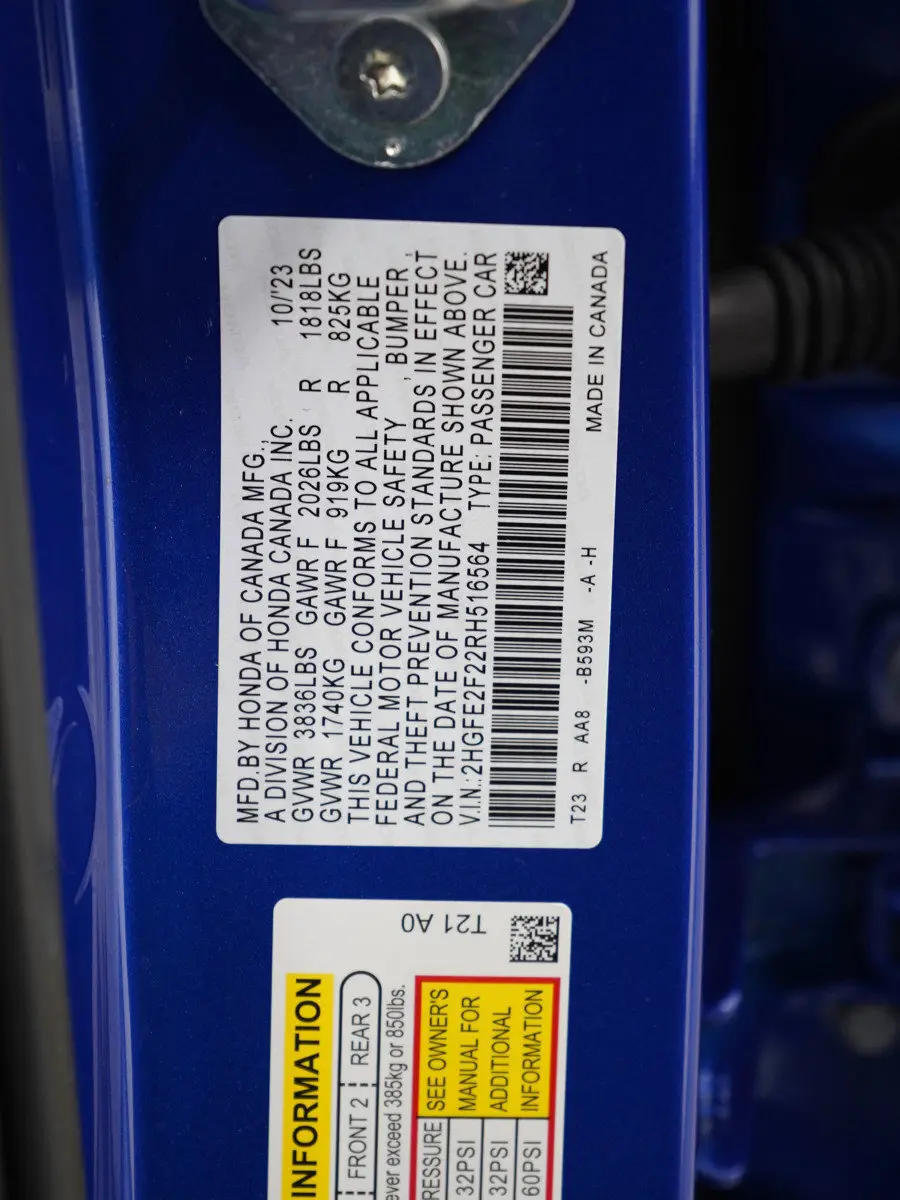 MFD.BY HONDA OF CANADA MFG., 10/'23
A DIVISION OF HONDA CANADA INC.
GVWR 3836LBS GAWR F 2026LBS R 1818LBS
GVWR 1740KG GAWR F 919KG R 825KG
THIS VEHICLE CONFORMS TO ALL APPLICABLE
FEDERAL MOTOR VEHICLE SAFETY , BUMPER ,
AND THEFT PREVENTION STANDARDS IN EFFECT
ON THE DATE OF MANUFACTURE SHOWN ABOVE.
V.I.N.:2HGFE2F22RH516564 TYPE: PASSENGER CAR
T23 R AA8 -B593M -A -H MADE IN CANADA
T21 A0
INFORMATION
FRONT 2 REAR 3
exceed 385kg or 850lbs.
SEE OWNER'S
32PSI MANUAL FOR
32PSI ADDITIONAL
60PSI INFORMATION